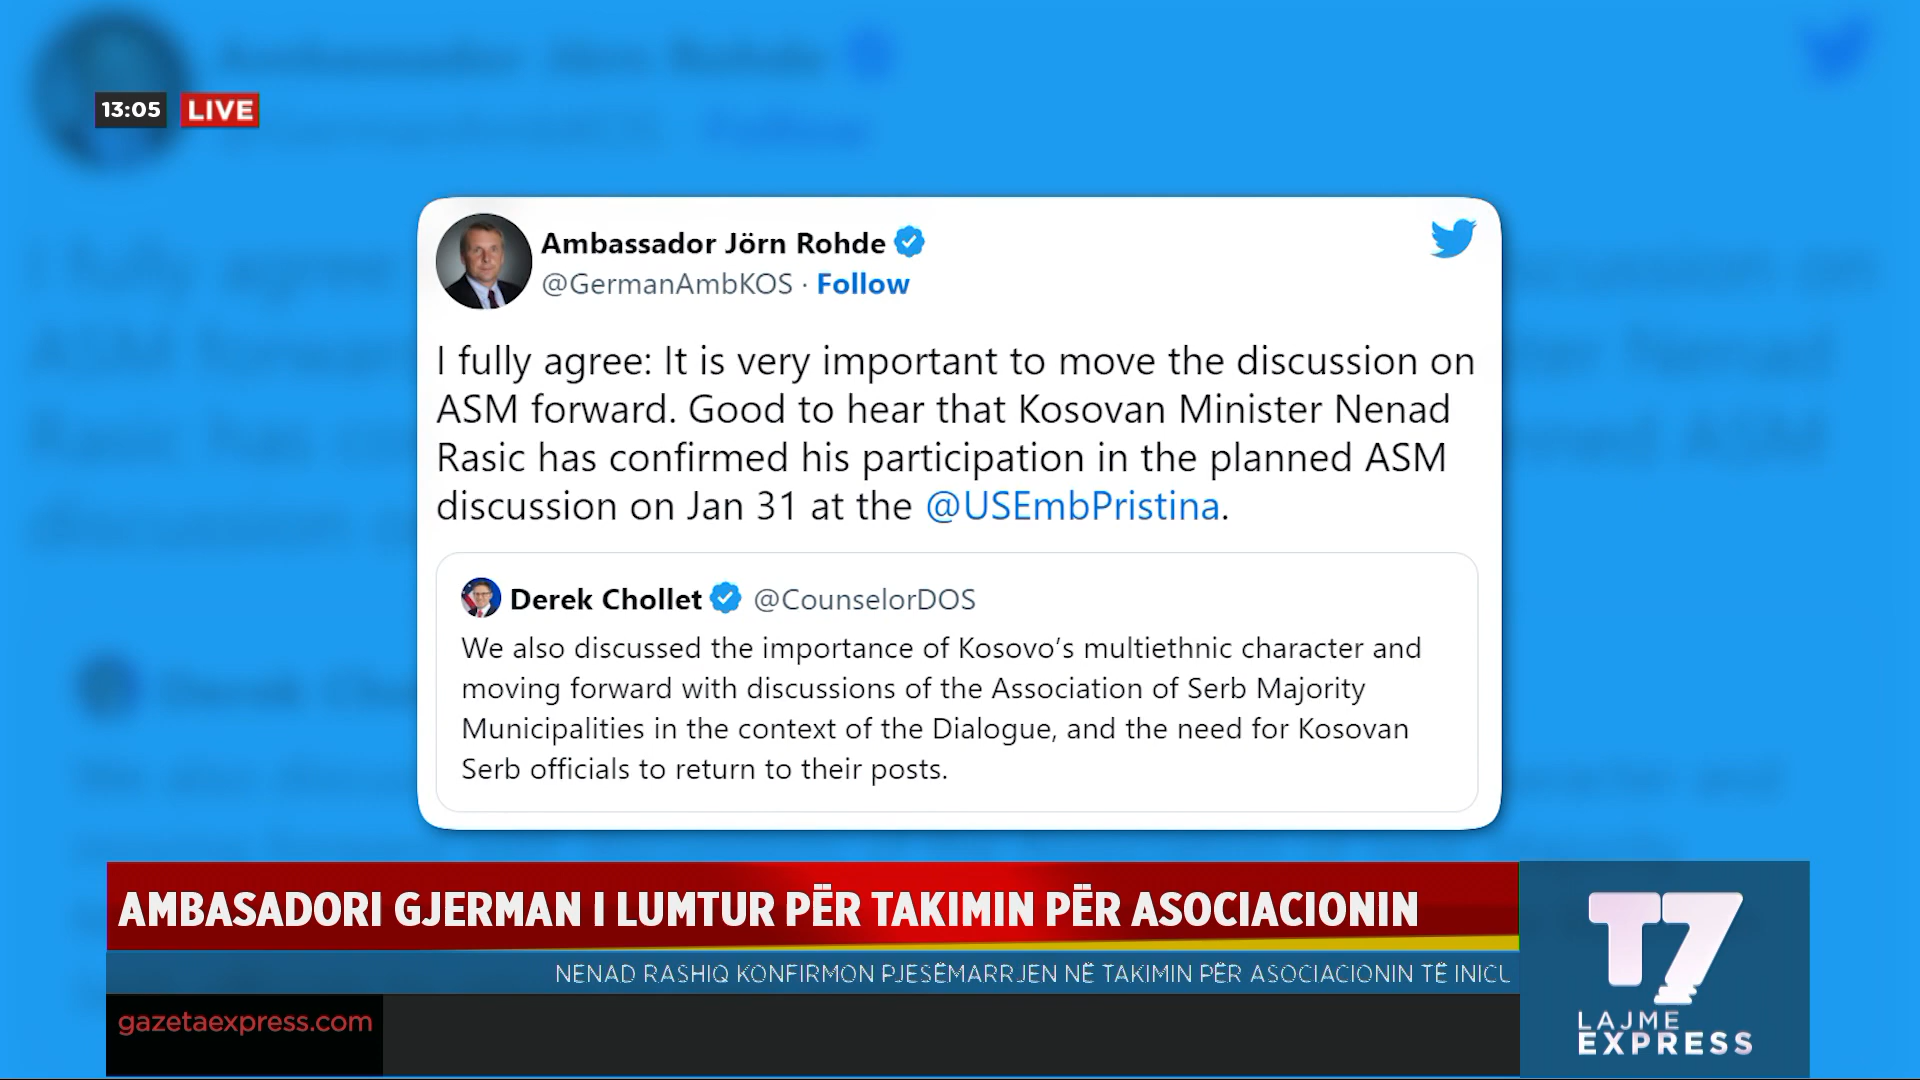 13:05 LIVE
Ambassador Jörn Rohde
@GermanAmbKOS · Follow
I fully agree: It is very important to move the discussion on
ASM forward. Good to hear that Kosovan Minister Nenad
Rasic has confirmed his participation in the planned ASM
discussion on Jan 31 at the @USEmbPristina.
Derek Chollet @CounselorDOS
We also discussed the importance of Kosovo’s multiethnic character and
moving forward with discussions of the Association of Serb Majority
Municipalities in the context of the Dialogue, and the need for Kosovan
Serb officials to return to their posts.
AMBASADORI GJERMAN I LUMTUR PËR TAKIMIN PËR ASOCIACIONIN
NENAD RASHIQ KONFIRMON PJESËMARRJEN NË TAKIMIN PËR ASOCIACIONIN TË
gazetaexpress.com
T7
LAJME
EXPRESS